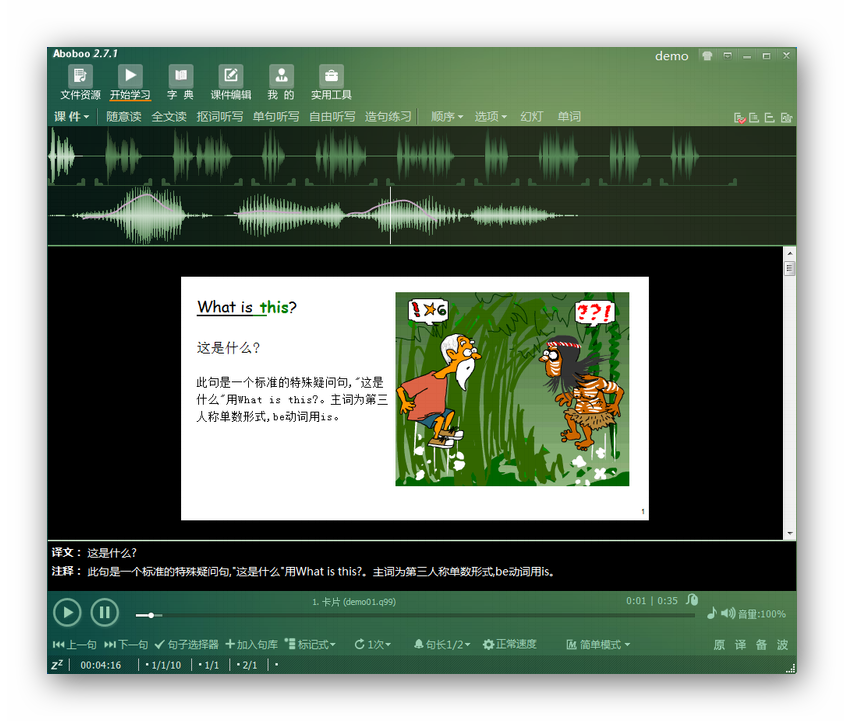 Aboboo 2.7.1
demo
文件资源 开始学习 字 典 课件编辑 我 的 实用工具
课 件 随意读 全文读 抠词听写 单句听写 自由听写 造句练习 顺序 选项 幻灯 单词
What is this?
这是什么?
此句是一个标准的特殊疑问句,"这是
什么"用What is this?。主词为第三
人称单数形式,be动词用is。
!★6
??!
1
译文： 这是什么?
注释： 此句是一个标准的特殊疑问句,"这是什么"用What is this?。主词为第三人称单数形式,be动词用is。
1. 卡片 (demo01.q99)
0:01 | 0:35
音量:100%
上一句 下一句 句子选择器 加入句库 标记式 1次 句长1/2 正常速度 简单模式 原 译 备 波
zZ 00:04:16 • 1/1/10 • 1/1 • 2/1 •